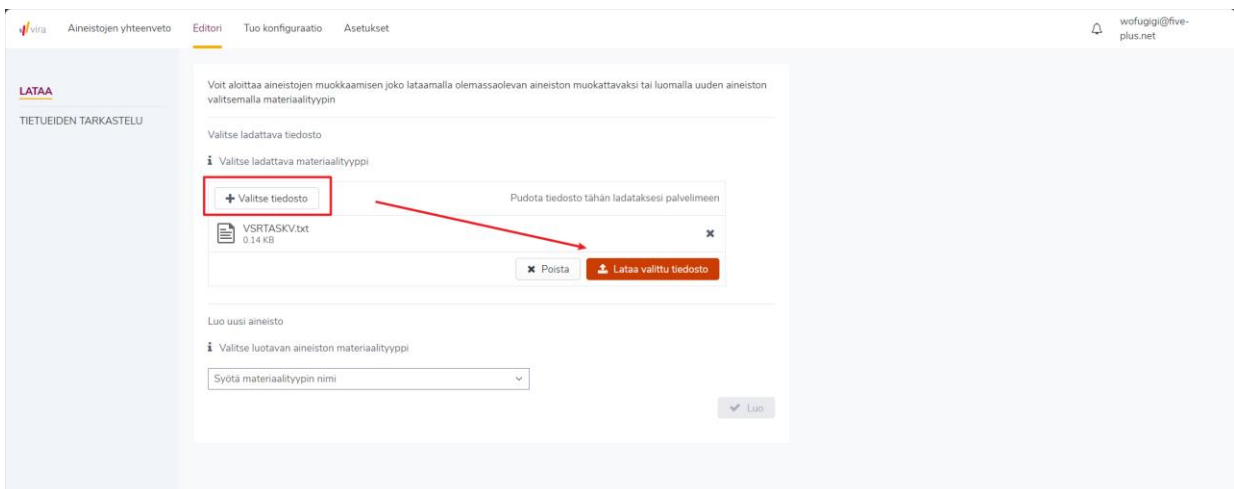 vira Aineistojen yhteenveto Editori Tuo konfiguraatio Asetukset wofugigi@five-
plus.net
LATAA
TIETUEIDEN TARKASTELU
Voit aloittaa aineistojen muokkaamisen joko lataamalla olemassaolevan aineiston muokattavaksi tai luomalla uuden aineiston
valitsemalla materiaalityypin
Valitse ladattava tiedosto
i Valitse ladattava materiaalityyppi
+ Valitse tiedosto Pudota tiedosto tähän ladataksesi palvelimeen
VSRTASKV.txt
0.14 KB
Poista Lataa valittu tiedosto
Luo uusi aineisto
i Valitse luotavan aineiston materiaalityyppi
Syötä materiaalityypin nimi
Luo